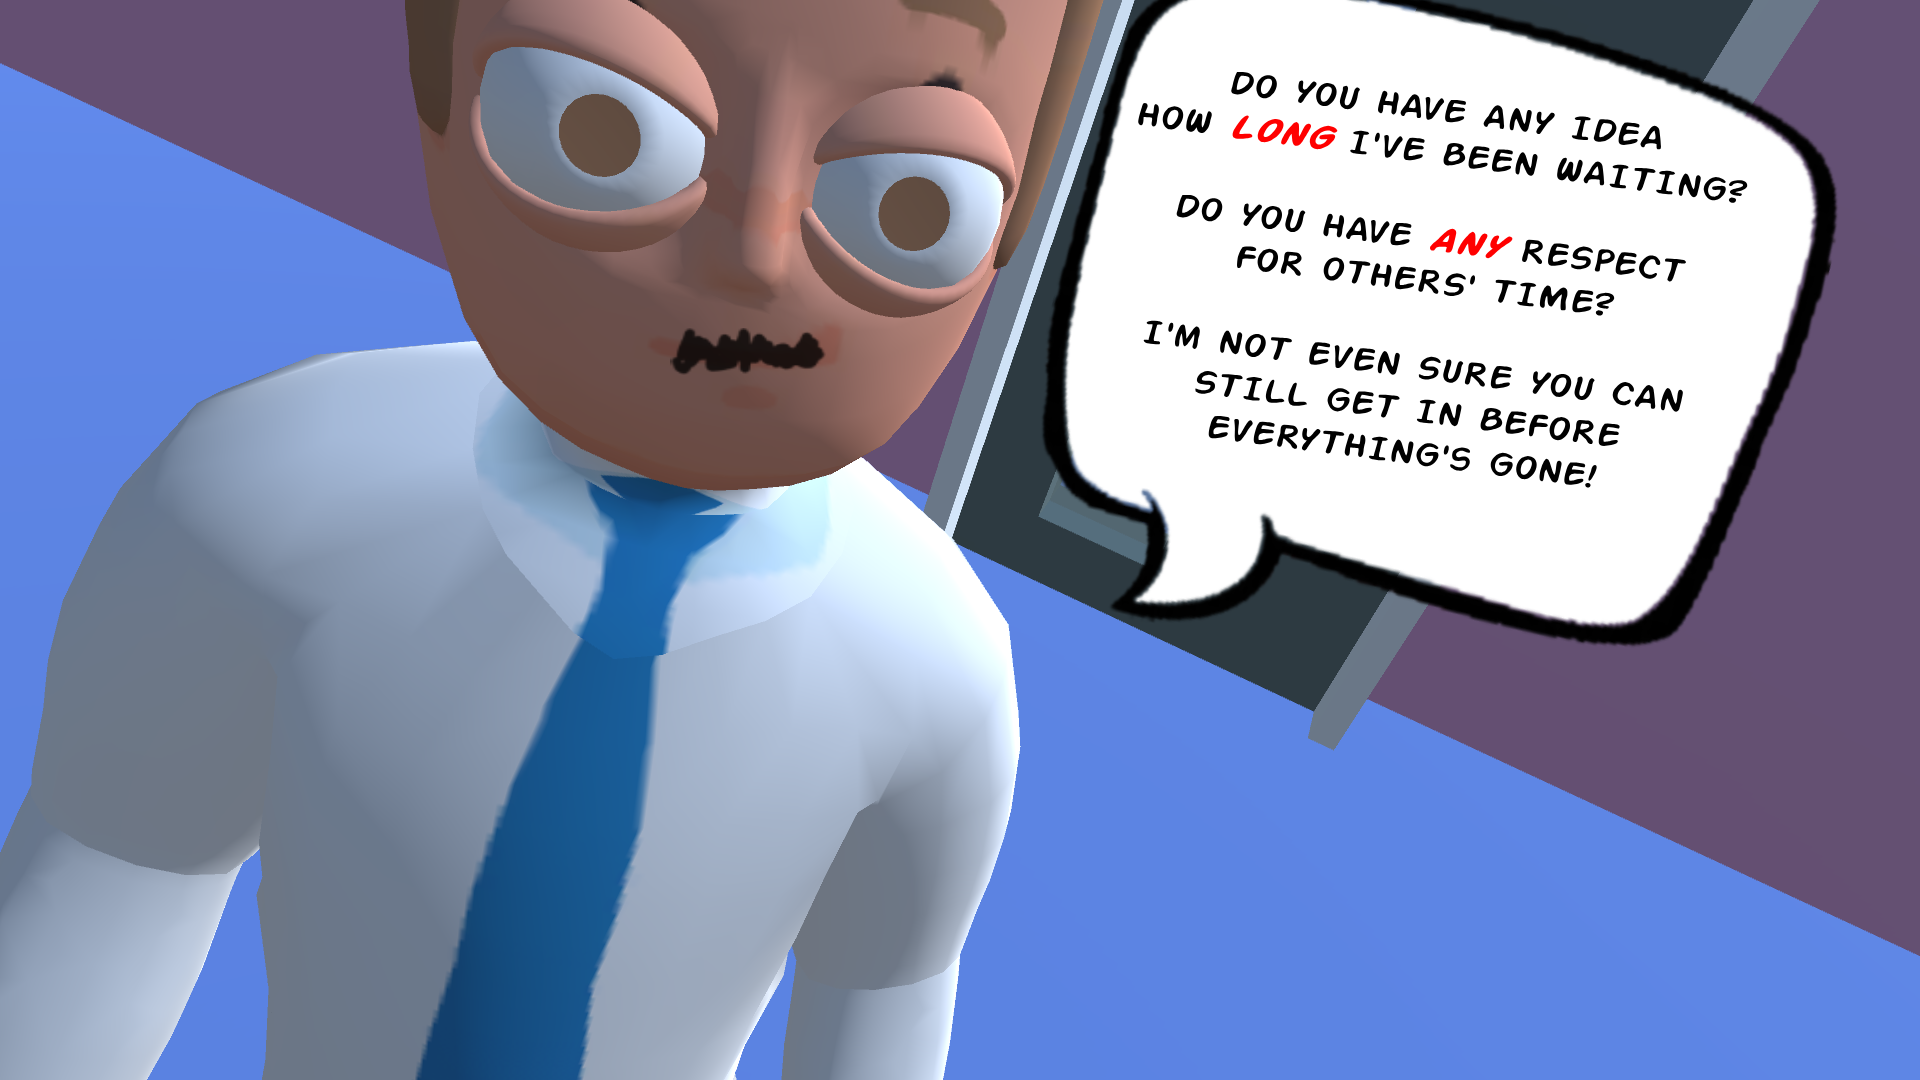 DO YOU HAVE ANY IDEA
HOW LONG I'VE BEEN WAITING?
DO YOU HAVE ANY RESPECT
FOR OTHERS' TIME?
I'M NOT EVEN SURE YOU CAN
STILL GET IN BEFORE
EVERYTHING'S GONE!